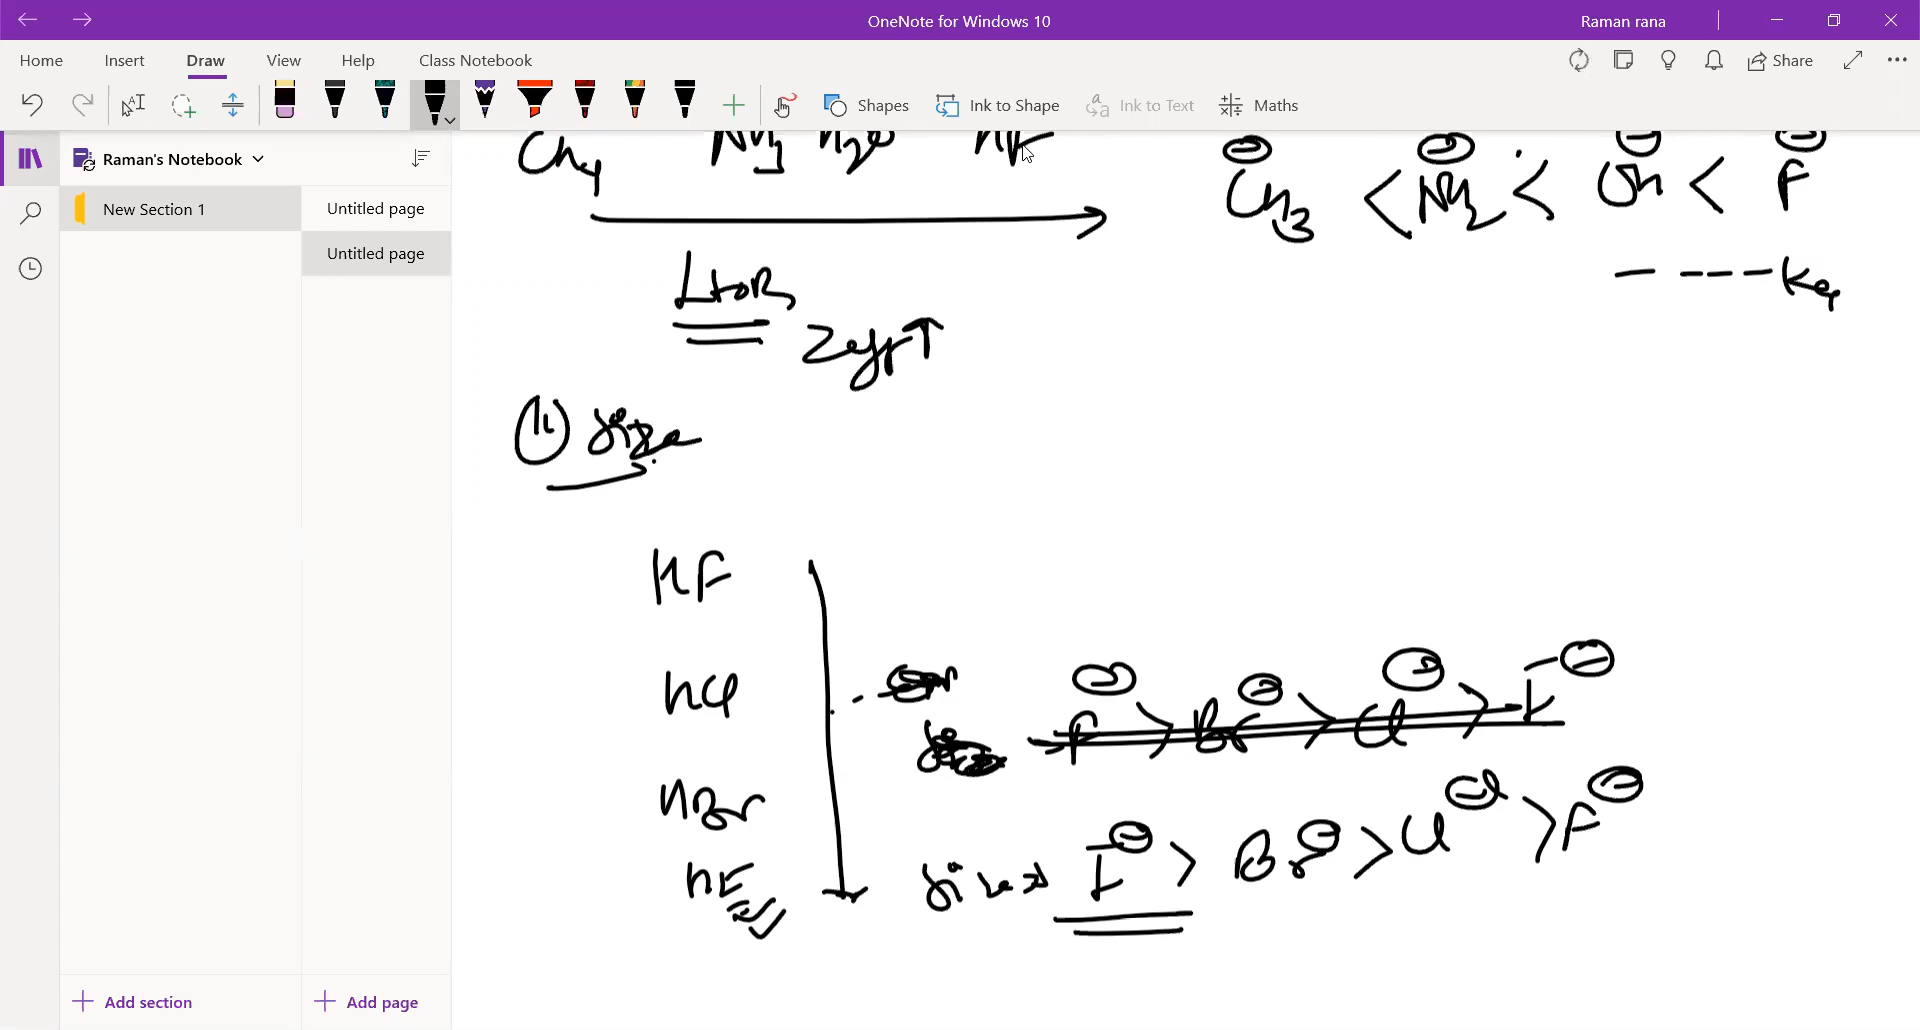 OneNote for Windows 10
Raman rana
Home Insert Draw View Help Class Notebook
Share
Shapes Ink to Shape Ink to Text Maths
Raman's Notebook
New Section 1
Untitled page
Untitled page
CH4 NH3 H2O HF
CH3⊖ < NH2⊖ < OH⊖ < F⊖
L to R
Zeff ↑
(II) Size
HF
HCl
F⊖ > Br⊖ > Cl⊖ > I⊖
HBr
HI
Size → I⊖ > Br⊖ > Cl⊖ > F⊖
Add section
Add page